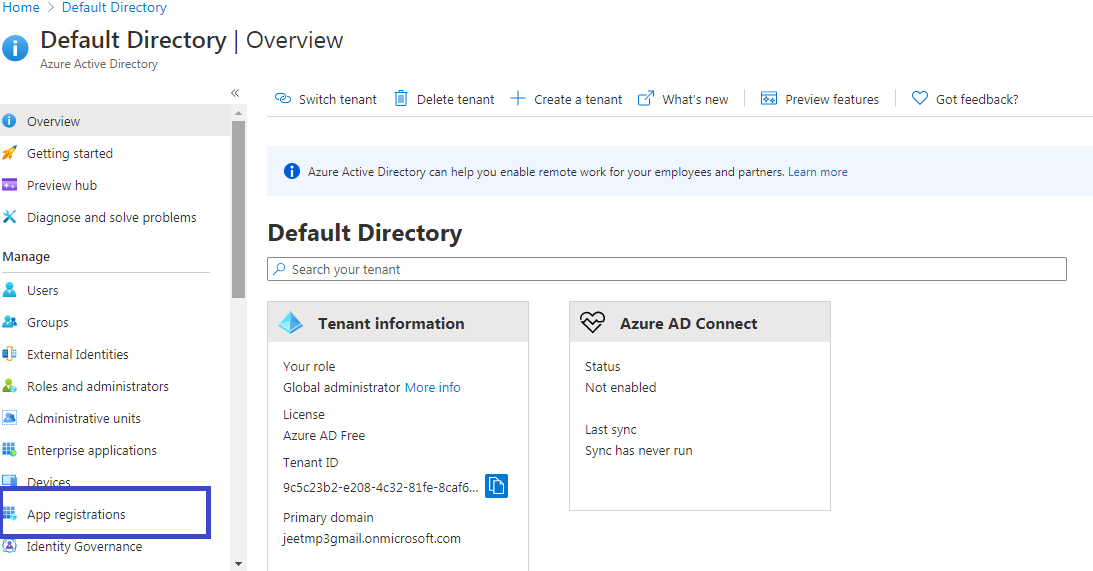 Home > Default Directory
Default Directory | Overview
Azure Active Directory
«
Overview
Getting started
Preview hub
Diagnose and solve problems
Manage
Users
Groups
External Identities
Roles and administrators
Administrative units
Enterprise applications
Devices
App registrations
Identity Governance
Switch tenant Delete tenant Create a tenant What's new Preview features Got feedback?
Azure Active Directory can help you enable remote work for your employees and partners. Learn more
Default Directory
Search your tenant
Tenant information
Your role
Global administrator More info
License
Azure AD Free
Tenant ID
9c5c23b2-e208-4c32-81fe-8caf6...
Primary domain
jeetmp3gmail.onmicrosoft.com
Azure AD Connect
Status
Not enabled
Last sync
Sync has never run